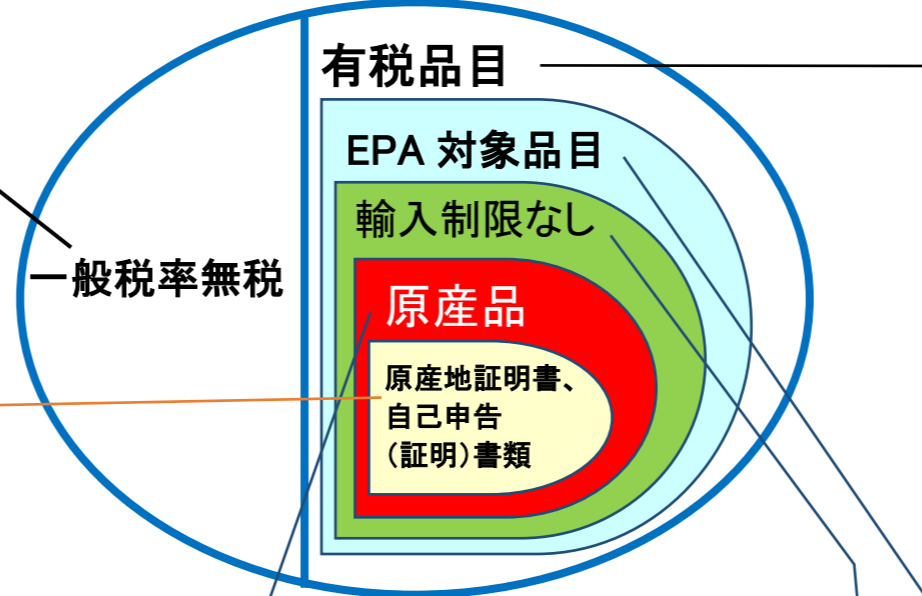 有税品目
EPA 対象品目
輸入制限なし
一般税率無税
原産品
原産地証明書、
自己申告
（証明）書類